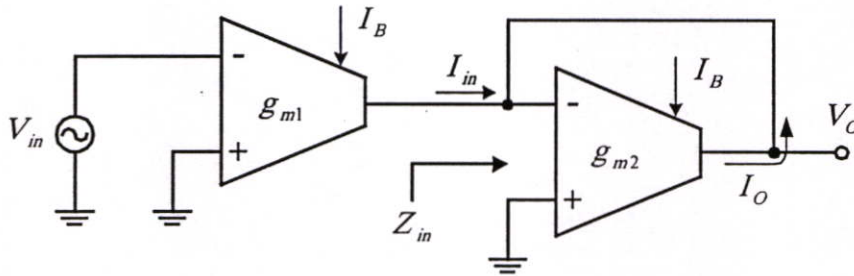 I_B
I_in
I_B
-
g_m1
+
V_in
-
g_m2
+
V_O
I_O
Z_in